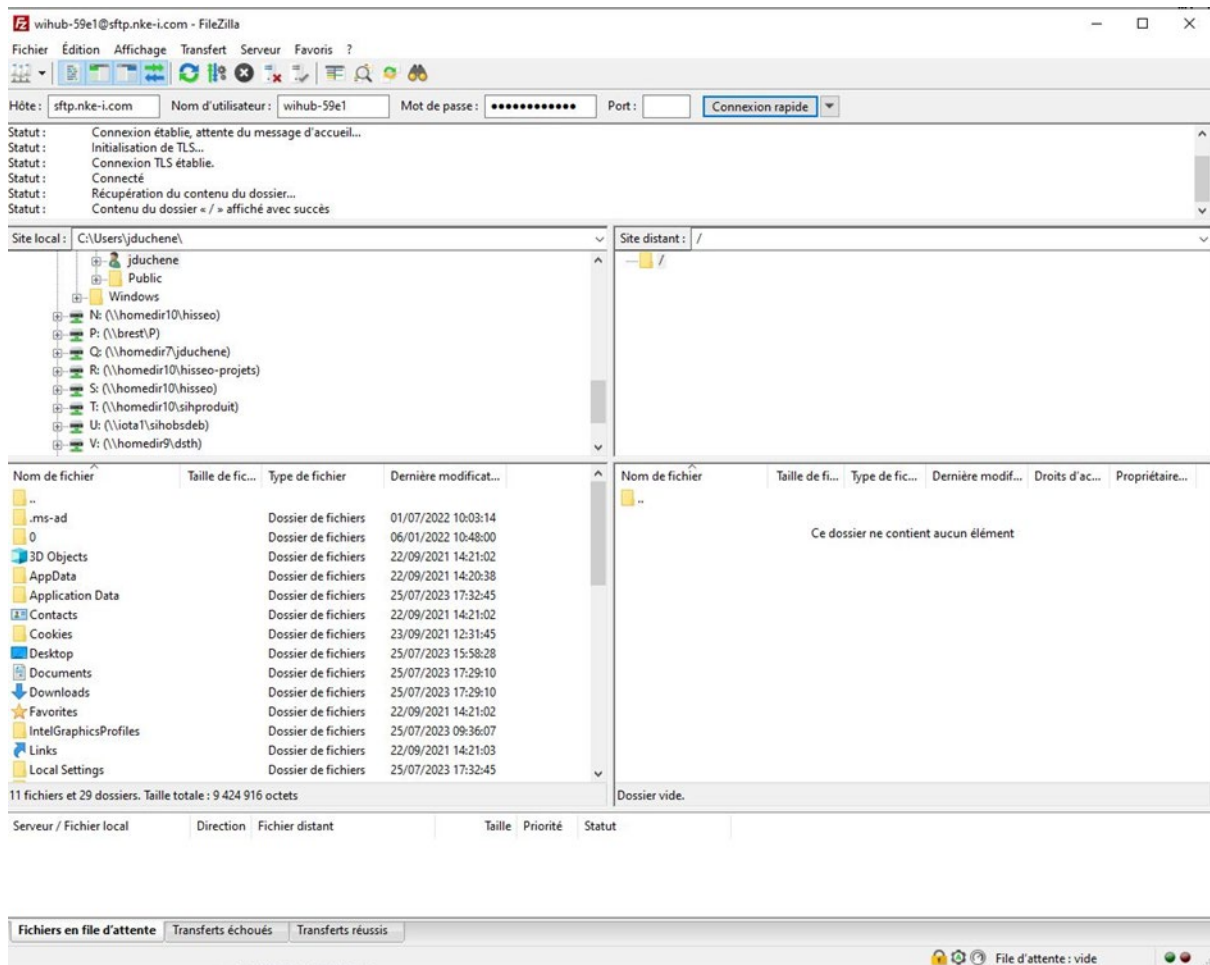 wihub-59e1@sftp.nke-i.com - FileZilla
Fichier Édition Affichage Transfert Serveur Favoris ?
Hôte : sftp.nke-i.com Nom d'utilisateur : wihub-59e1 Mot de passe : ●●●●●●●●●●●● Port : Connexion rapide
Statut : Connexion établie, attente du message d'accueil...
Statut : Initialisation de TLS...
Statut : Connexion TLS établie.
Statut : Connecté
Statut : Récupération du contenu du dossier...
Statut : Contenu du dossier « / » affiché avec succès
Site local : C:\Users\jduchene\
jduchene
Public
Windows
N: (\\homedir10\hisseo)
P: (\\brest\P)
Q: (\\homedir7\jduchene)
R: (\\homedir10\hisseo-projets)
S: (\\homedir10\hisseo)
T: (\\homedir10\sihproduit)
U: (\\iota1\sihobsdeb)
V: (\\homedir9\dsth)
Site distant : /
/
Nom de fichier Taille de fic... Type de fichier Dernière modificat...
..
.ms-ad Dossier de fichiers 01/07/2022 10:03:14
0 Dossier de fichiers 06/01/2022 10:48:00
3D Objects Dossier de fichiers 22/09/2021 14:21:02
AppData Dossier de fichiers 22/09/2021 14:20:38
Application Data Dossier de fichiers 25/07/2023 17:32:45
Contacts Dossier de fichiers 22/09/2021 14:21:02
Cookies Dossier de fichiers 23/09/2021 12:31:45
Desktop Dossier de fichiers 25/07/2023 15:58:28
Documents Dossier de fichiers 25/07/2023 17:29:10
Downloads Dossier de fichiers 25/07/2023 17:29:10
Favorites Dossier de fichiers 22/09/2021 14:21:02
IntelGraphicsProfiles Dossier de fichiers 25/07/2023 09:36:07
Links Dossier de fichiers 22/09/2021 14:21:03
Local Settings Dossier de fichiers 25/07/2023 17:32:45
11 fichiers et 29 dossiers. Taille totale : 9 424 916 octets
Nom de fichier Taille de fi... Type de fic... Dernière modif... Droits d'ac... Propriétaire...
..
Ce dossier ne contient aucun élément
Dossier vide.
Serveur / Fichier local Direction Fichier distant Taille Priorité Statut
Fichiers en file d'attente Transferts échoués Transferts réussis
File d'attente : vide